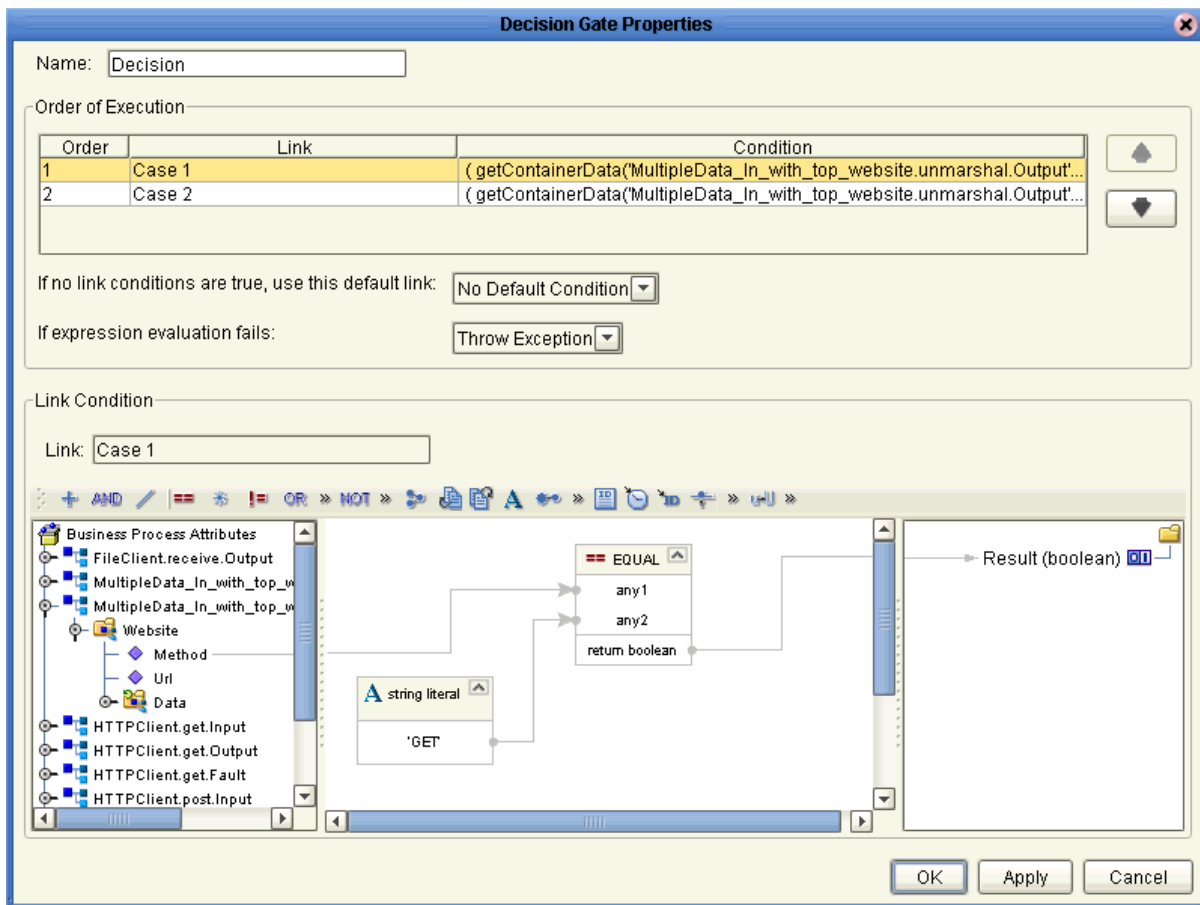 Decision Gate Properties
Name: Decision
Order of Execution
Order Link Condition
1 Case 1 ( getContainerData('MultipleData_In_with_top_website.unmarshal.Output'...
2 Case 2 ( getContainerData('MultipleData_In_with_top_website.unmarshal.Output'...
If no link conditions are true, use this default link: No Default Condition
If expression evaluation fails: Throw Exception
Link Condition
Link: Case 1
AND == != OR » NOT » A » ID ID » »
Business Process Attributes
FileClient.receive.Output
MultipleData_In_with_top_w
MultipleData_In_with_top_w
Website
Method
Url
Data
HTTPClient.get.Input
HTTPClient.get.Output
HTTPClient.get.Fault
HTTPClient.post.Input
== EQUAL
any1
any2
return boolean
A string literal
'GET'
Result (boolean)
OK Apply Cancel